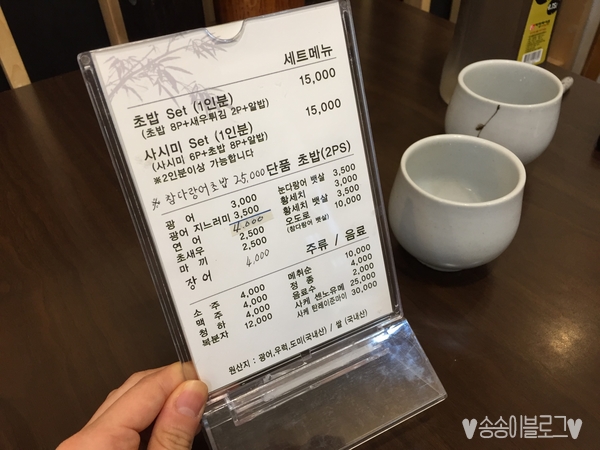 세트메뉴
초밥 Set (1인분) 15,000
(초밥 8P+새우튀김 2P+알밥)
사시미 Set (1인분) 15,000
(사시미 6P+초밥 8P+알밥)
※2인분이상 가능합니다
※ 참다랑어초밥 25,000
단품 초밥(2PS)
광 어 3,000
광어 지느러미 3,500
연 어 4,000
초새우 2,500
마 끼 2,500
장 어 4,000
눈다랑어 뱃살 3,500
황세치 3,000
황세치 뱃살 3,500
오도로 10,000
(참다랑어 뱃살)
주류 / 음료
소 주 4,000
맥 주 4,000
청 하 4,000
복분자 12,000
매취순 10,000
정 종 4,000
음료수 2,000
사케 센노유메 25,000
사케 탄레이준마이 30,000
원산지 : 광어,우럭,도미(국내산) / 쌀 (국내산)
♥송송이블로그♥